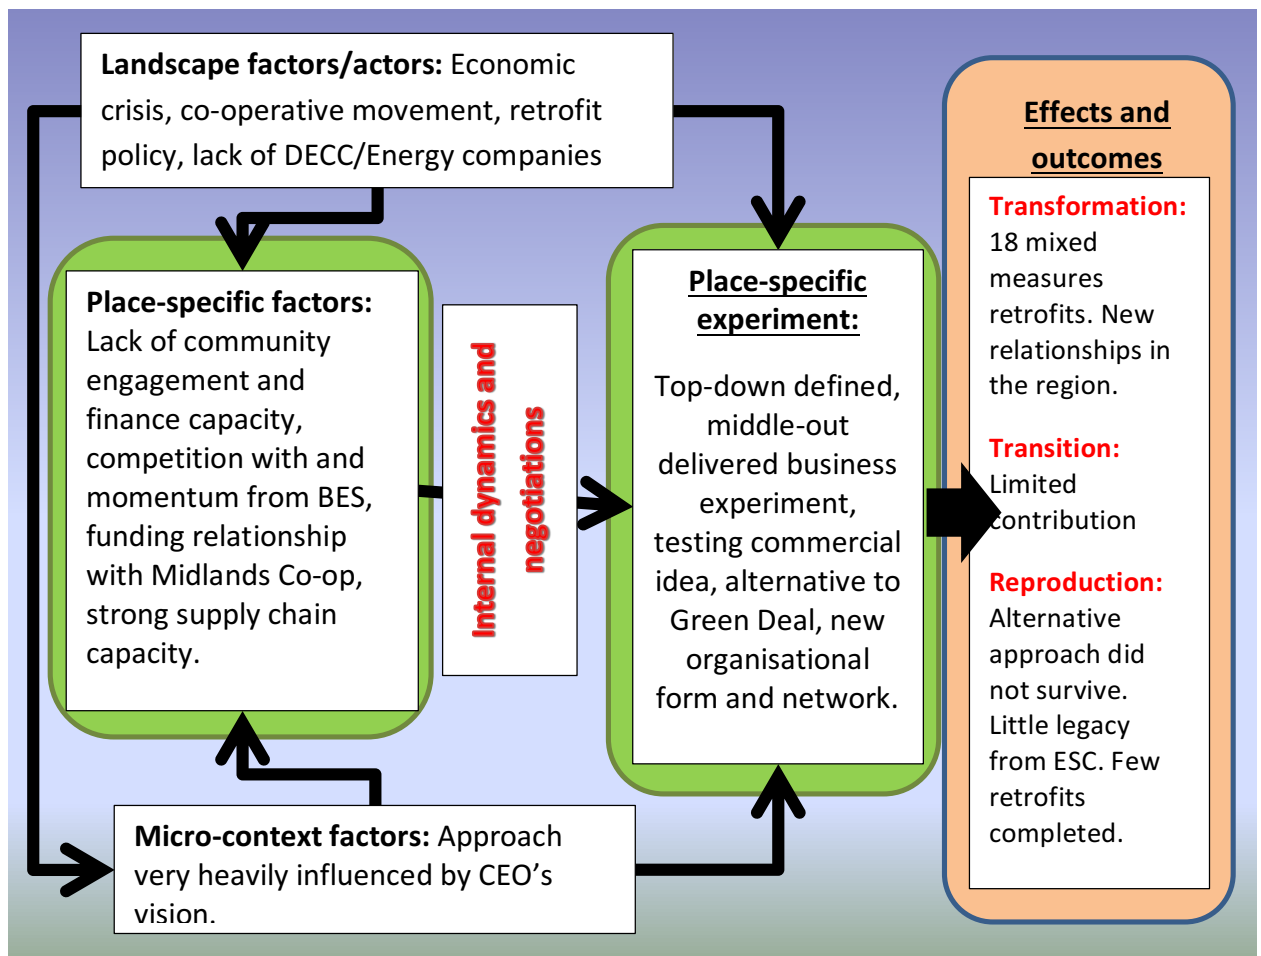 Landscape factors/actors: Economic
crisis, co-operative movement, retrofit
policy, lack of DECC/Energy companies
Place-specific factors:
Lack of community
engagement and
finance capacity,
competition with and
momentum from BES,
funding relationship
with Midlands Co-op,
strong supply chain
capacity.
Internal dynamics and
negotiations
Place-specific
experiment:
Top-down defined,
middle-out
delivered business
experiment,
testing commercial
idea, alternative to
Green Deal, new
organisational
form and network.
Micro-context factors: Approach
very heavily influenced by CEO’s
vision.
Effects and
outcomes
Transformation:
18 mixed
measures
retrofits. New
relationships in
the region.
Transition:
Limited
contribution
Reproduction:
Alternative
approach did
not survive.
Little legacy
from ESC. Few
retrofits
completed.